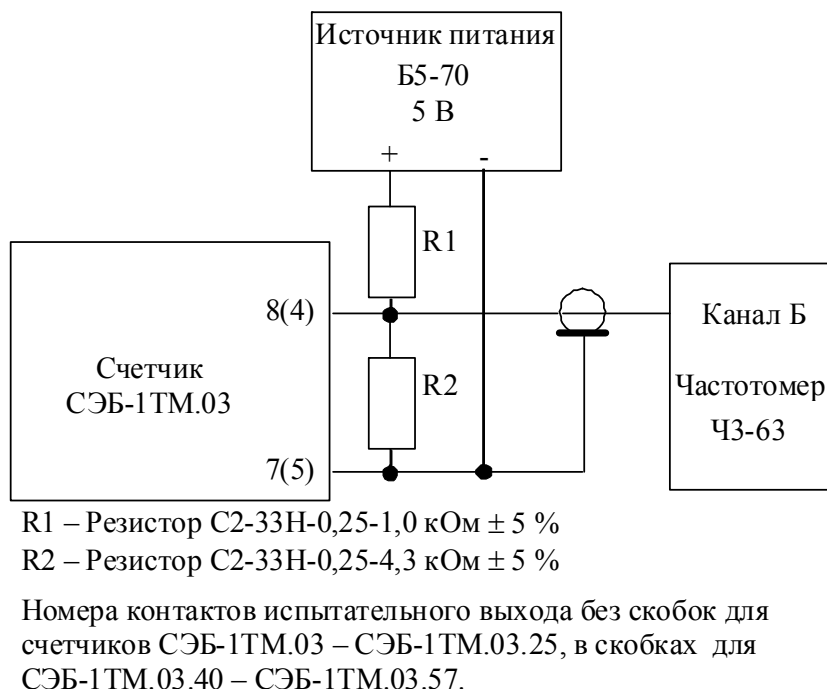 Источник питания
Б5-70
5 В
+ -
R1
8(4)
Канал Б
Счетчик
СЭБ-1ТМ.03
R2
Частотомер
Ч3-63
7(5)
R1 – Резистор С2-33Н-0,25-1,0 кОм ± 5 %
R2 – Резистор С2-33Н-0,25-4,3 кОм ± 5 %
Номера контактов испытательного выхода без скобок для
счетчиков СЭБ-1ТМ.03 – СЭБ-1ТМ.03.25, в скобках для
СЭБ-1ТМ.03.40 – СЭБ-1ТМ.03.57.